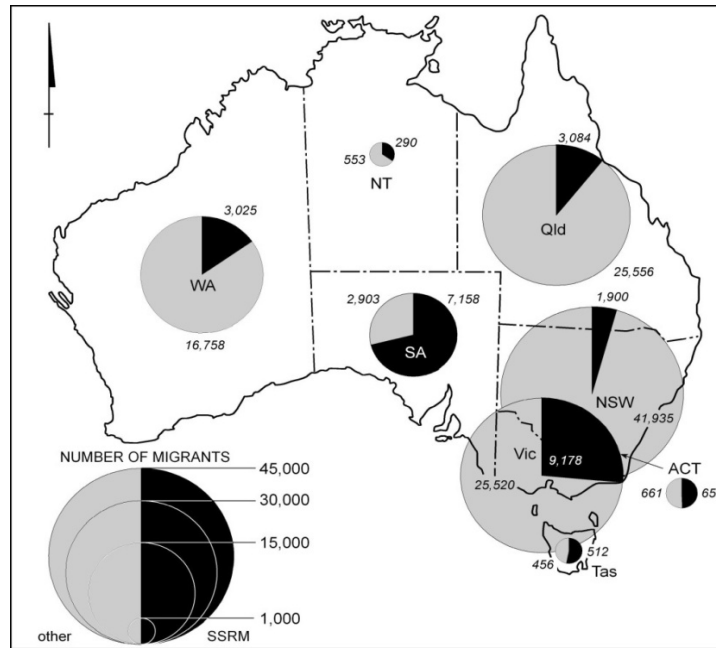 3,084
290
553
NT
Qld
3,025
WA
25,556
2,903
7,158
1,900
SA
16,758
NSW
41,935
Vic
9,178
ACT
25,520
661
65
456
512
Tas
NUMBER OF MIGRANTS
45,000
30,000
15,000
1,000
other
SSRM